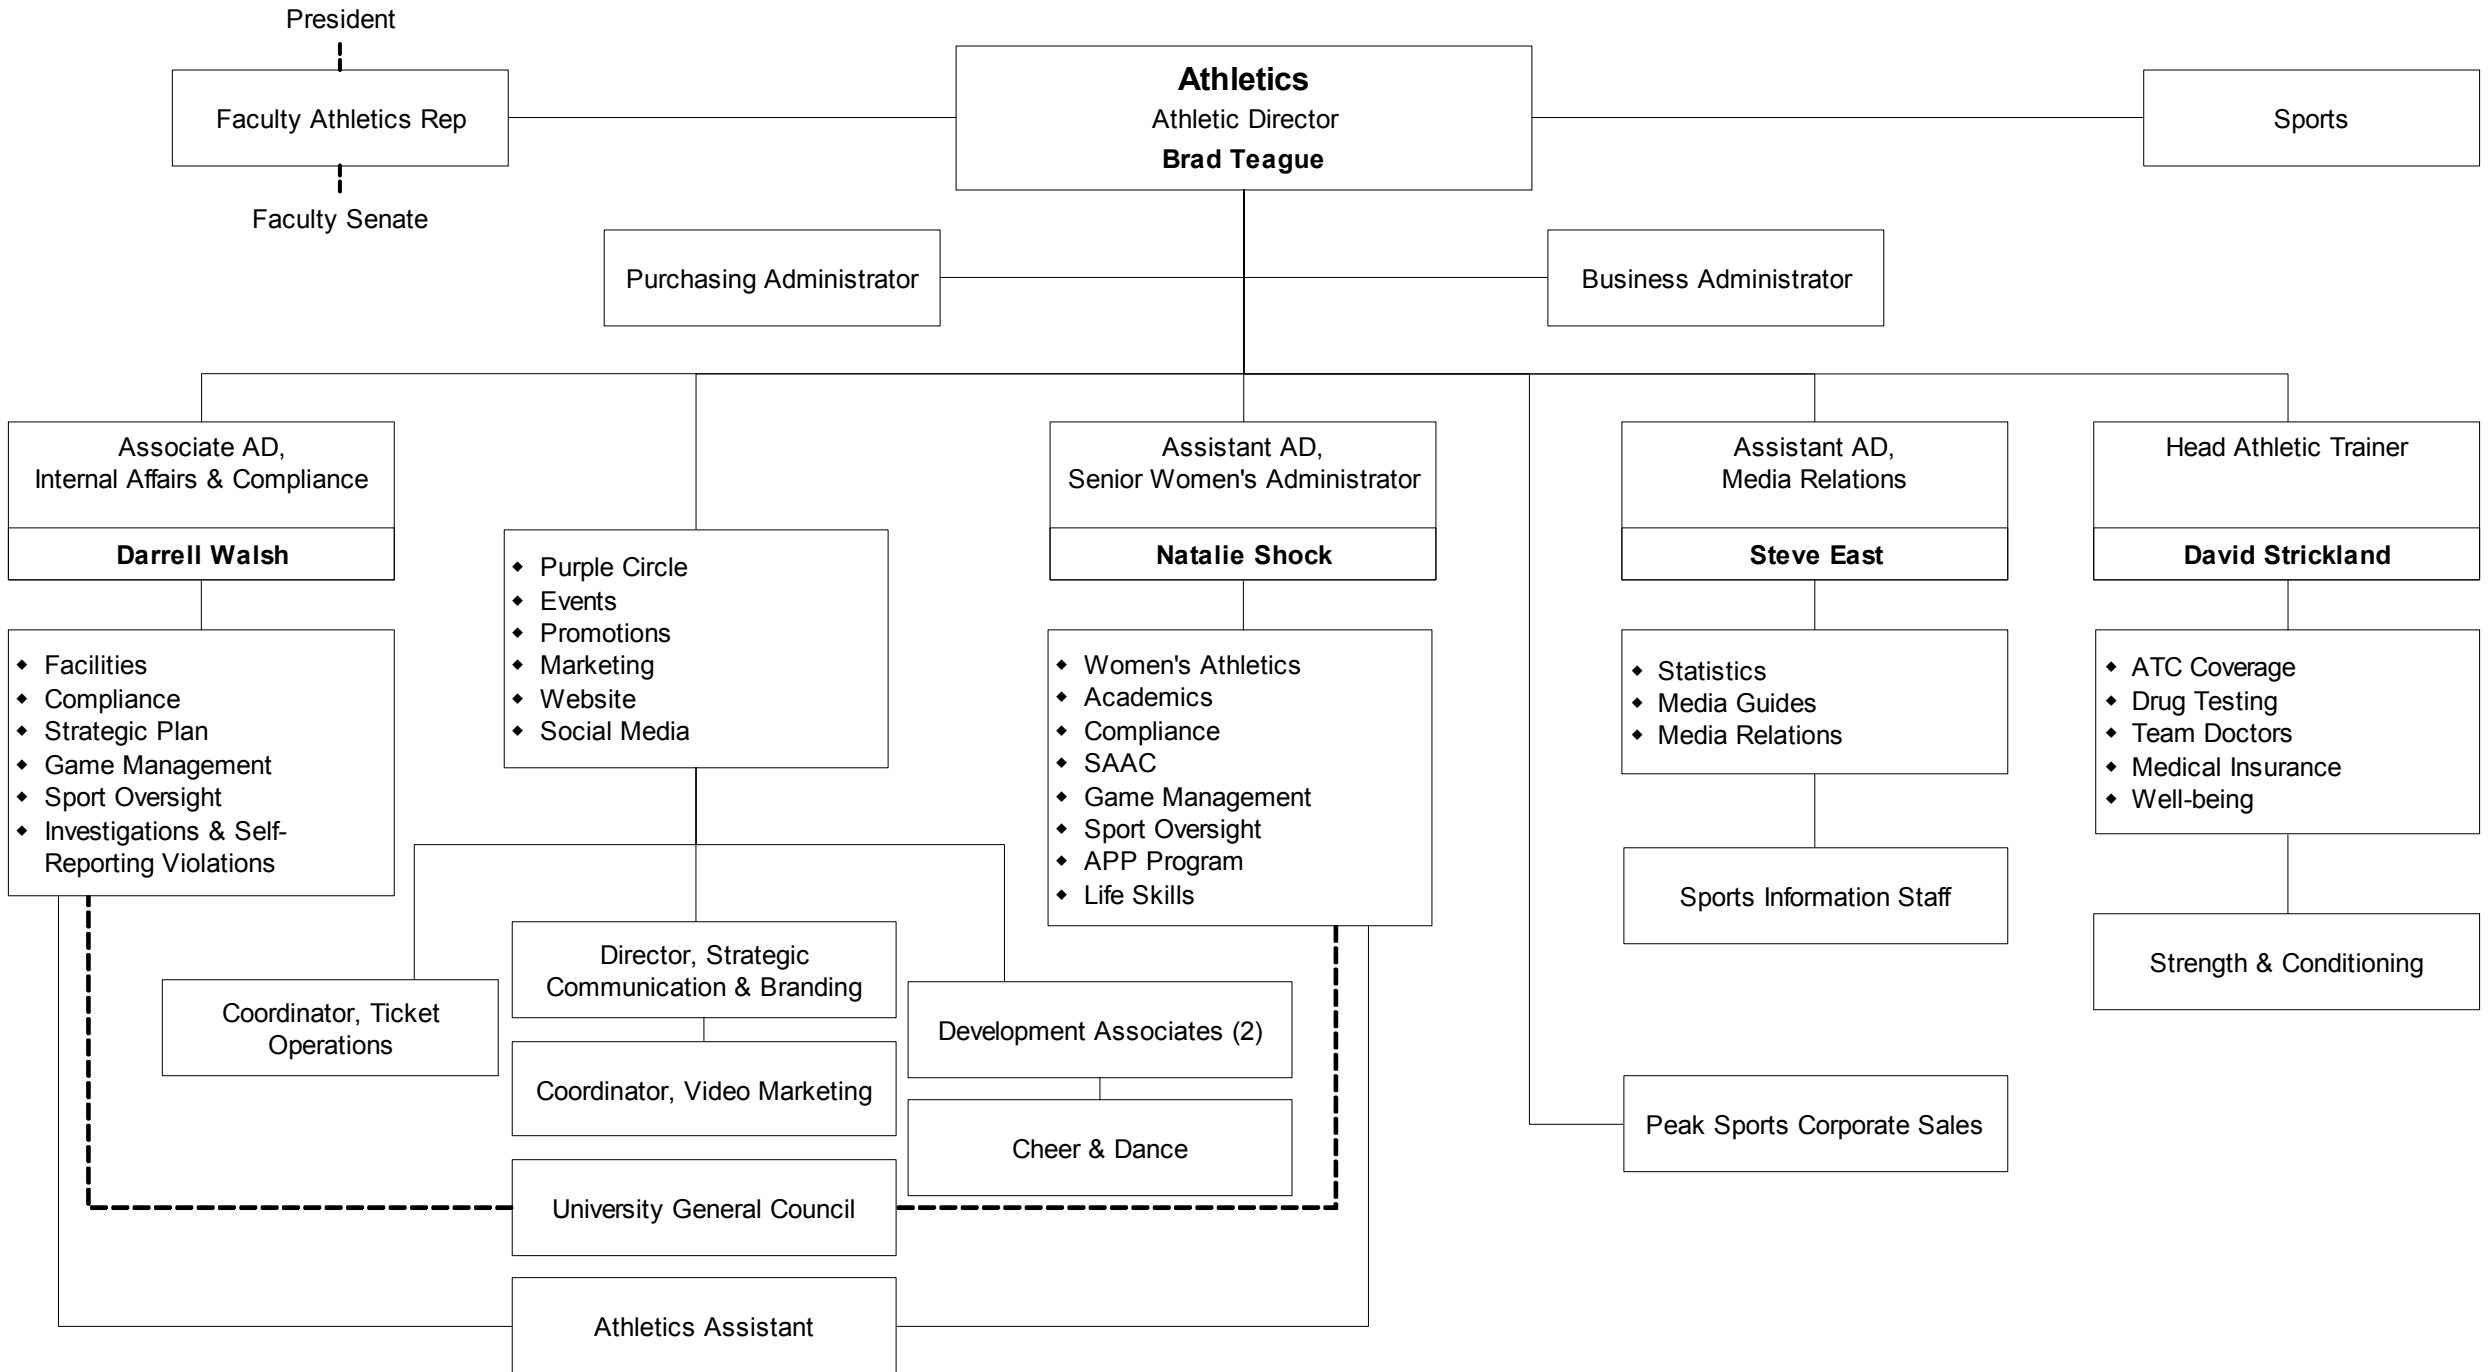 President
Faculty Athletics Rep
Faculty Senate
Athletics
Athletic Director
Brad Teague
Sports
Purchasing Administrator
Business Administrator
Associate AD,
Internal Affairs & Compliance
Darrell Walsh
◆ Facilities
◆ Compliance
◆ Strategic Plan
◆ Game Management
◆ Sport Oversight
◆ Investigations & Self-
Reporting Violations
◆ Purple Circle
◆ Events
◆ Promotions
◆ Marketing
◆ Website
◆ Social Media
Coordinator, Ticket
Operations
Director, Strategic
Communication & Branding
Coordinator, Video Marketing
Development Associates (2)
Cheer & Dance
University General Council
Athletics Assistant
Assistant AD,
Senior Women's Administrator
Natalie Shock
◆ Women's Athletics
◆ Academics
◆ Compliance
◆ SAAC
◆ Game Management
◆ Sport Oversight
◆ APP Program
◆ Life Skills
Assistant AD,
Media Relations
Steve East
◆ Statistics
◆ Media Guides
◆ Media Relations
Sports Information Staff
Peak Sports Corporate Sales
Head Athletic Trainer
David Strickland
◆ ATC Coverage
◆ Drug Testing
◆ Team Doctors
◆ Medical Insurance
◆ Well-being
Strength & Conditioning